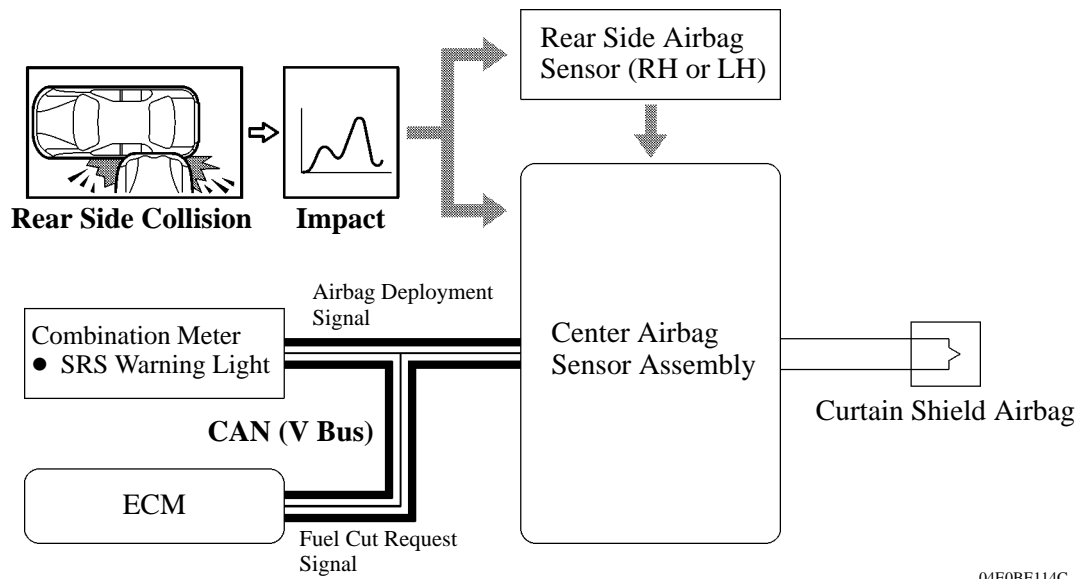 Rear Side Airbag
Sensor (RH or LH)
Rear Side Collision
Impact
Airbag Deployment
Signal
Combination Meter
● SRS Warning Light
Center Airbag
Sensor Assembly
Curtain Shield Airbag
CAN (V Bus)
ECM
Fuel Cut Request
Signal
04E0BE114C